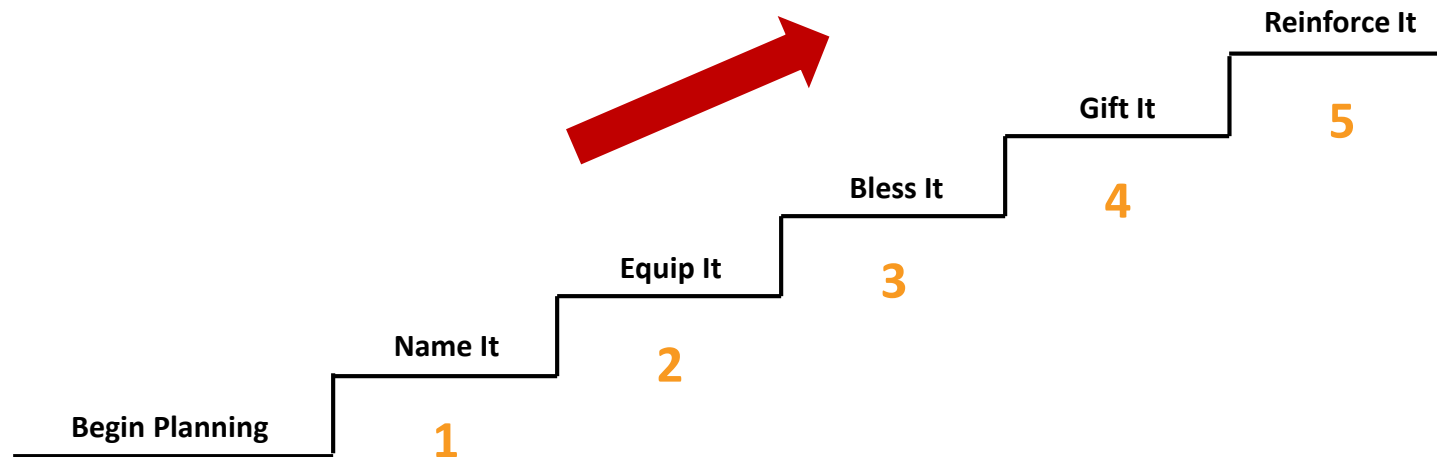 Reinforce It
Gift It
5
Bless It
4
Equip It
3
Name It
2
Begin Planning
1